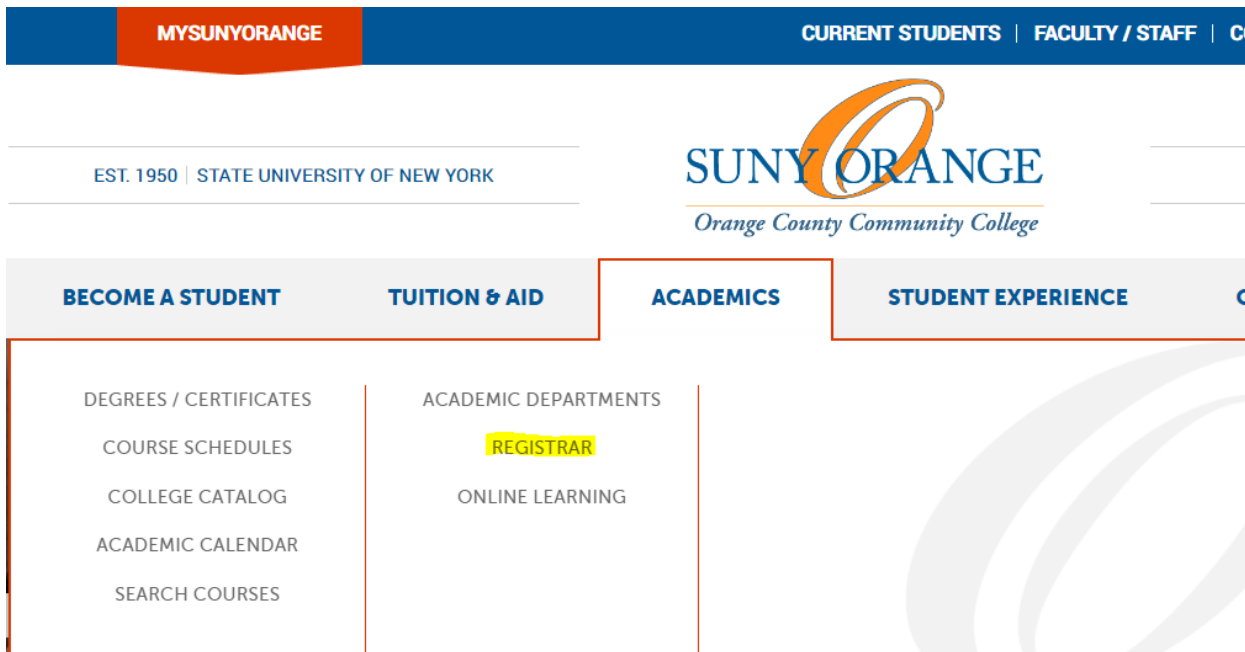 MYSUNYORANGE
CURRENT STUDENTS | FACULTY / STAFF |
EST. 1950 | STATE UNIVERSITY OF NEW YORK
SUNY ORANGE
Orange County Community College
BECOME A STUDENT
TUITION & AID
ACADEMICS
STUDENT EXPERIENCE
DEGREES / CERTIFICATES
COURSE SCHEDULES
COLLEGE CATALOG
ACADEMIC CALENDAR
SEARCH COURSES
ACADEMIC DEPARTMENTS
REGISTRAR
ONLINE LEARNING